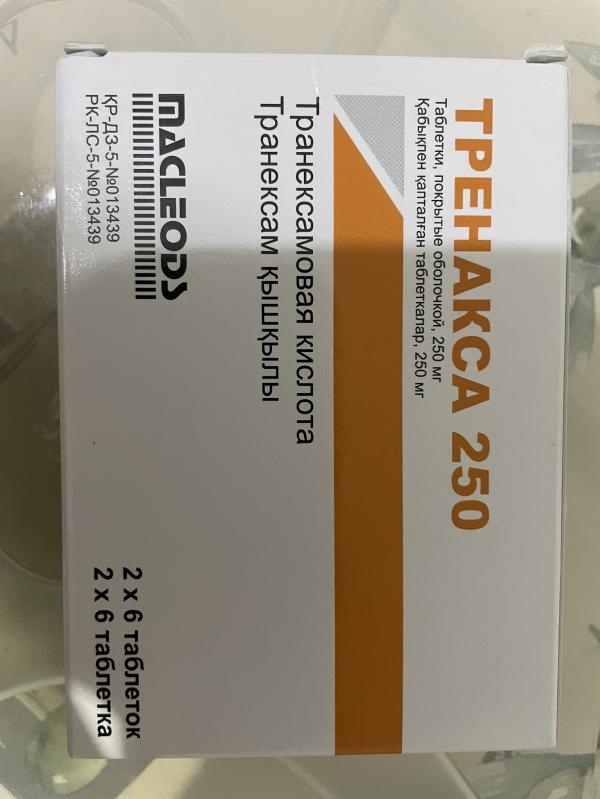 ТРЕНАКСА 250
Таблетки, покрытые оболочкой, 250 мг
Қабықпен қапталған таблеткалар, 250 мг
Транексамовая кислота
Транексам қышқылы
MACLEODS
ҚР-ДЗ-5-№013439
РК-ЛС-5-№013439
2 x 6 таблеток
2 x 6 таблетка